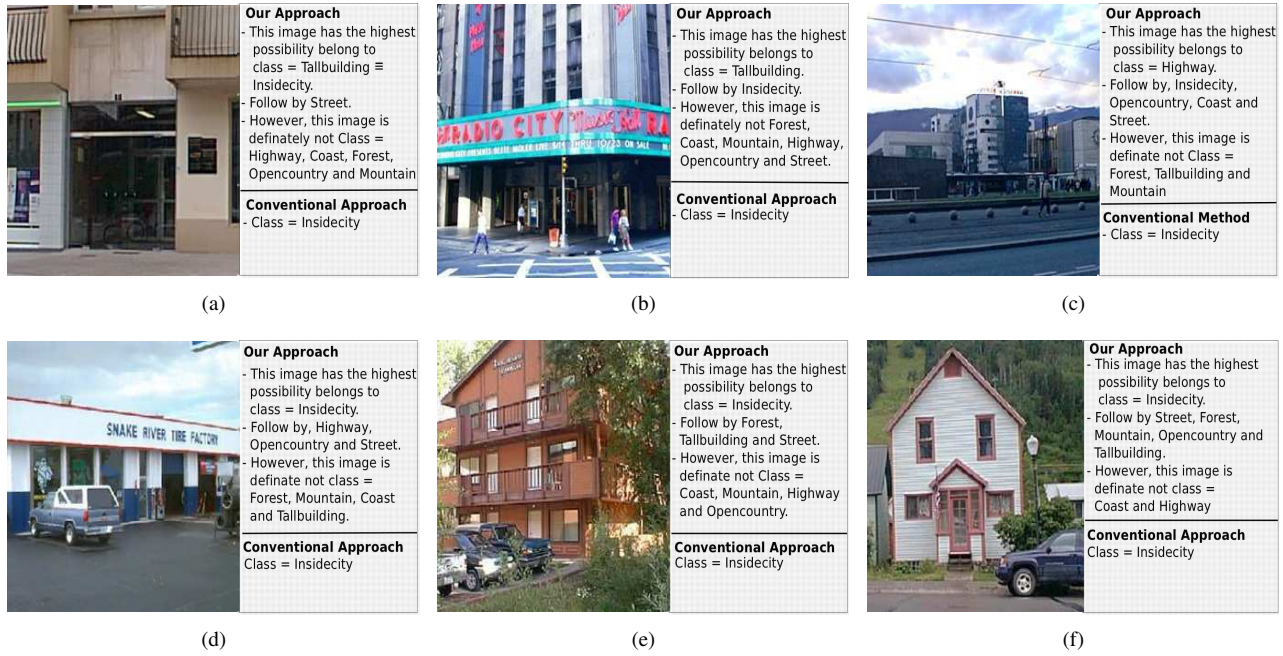 Our Approach
- This image has the highest
possibility belong to
class = Tallbuilding ≡
Insidecity.
- Follow by Street.
- However, this image is
definately not Class =
Highway, Coast, Forest,
Opencountry and Mountain
Conventional Approach
- Class = Insidecity
(a)
RADIO CITY Music Hall RA
Our Approach
- This image has the highest
possibility belongs to
class = Tallbuilding.
- Follow by Insidecity.
- However, this image is
definately not Forest,
Coast, Mountain, Highway,
Opencountry and Street.
Conventional Approach
- Class = Insidecity
(b)
Our Approach
- This image has the highest
possibility belongs to
class = Highway.
- Follow by, Insidecity,
Opencountry, Coast and
Street.
- However, this image is
definate not Class =
Forest, Tallbuilding and
Mountain
Conventional Method
- Class = Insidecity
(c)
SNAKE RIVER TIRE FACTORY
Our Approach
- This image has the highest
possibility belongs to
class = Insidecity.
- Follow by, Highway,
Opencountry and Street.
- However, this image is
definate not class =
Forest, Mountain, Coast
and Tallbuilding.
Conventional Approach
Class = Insidecity
(d)
Our Approach
- This image has the highest
possibility belongs to
class = Insidecity.
- Follow by Forest,
Tallbuilding and Street.
- However, this image is
definate not Class =
Coast, Mountain, Highway
and Opencountry.
Conventional Approach
Class = Insidecity
(e)
Our Approach
- This image has the highest
possibility belongs to
class = Insidecity.
- Follow by Street, Forest,
Mountain, Opencountry and
Tallbuilding.
- However, this image is
definate not class =
Coast and Highway
Conventional Approach
Class = Insidecity
(f)